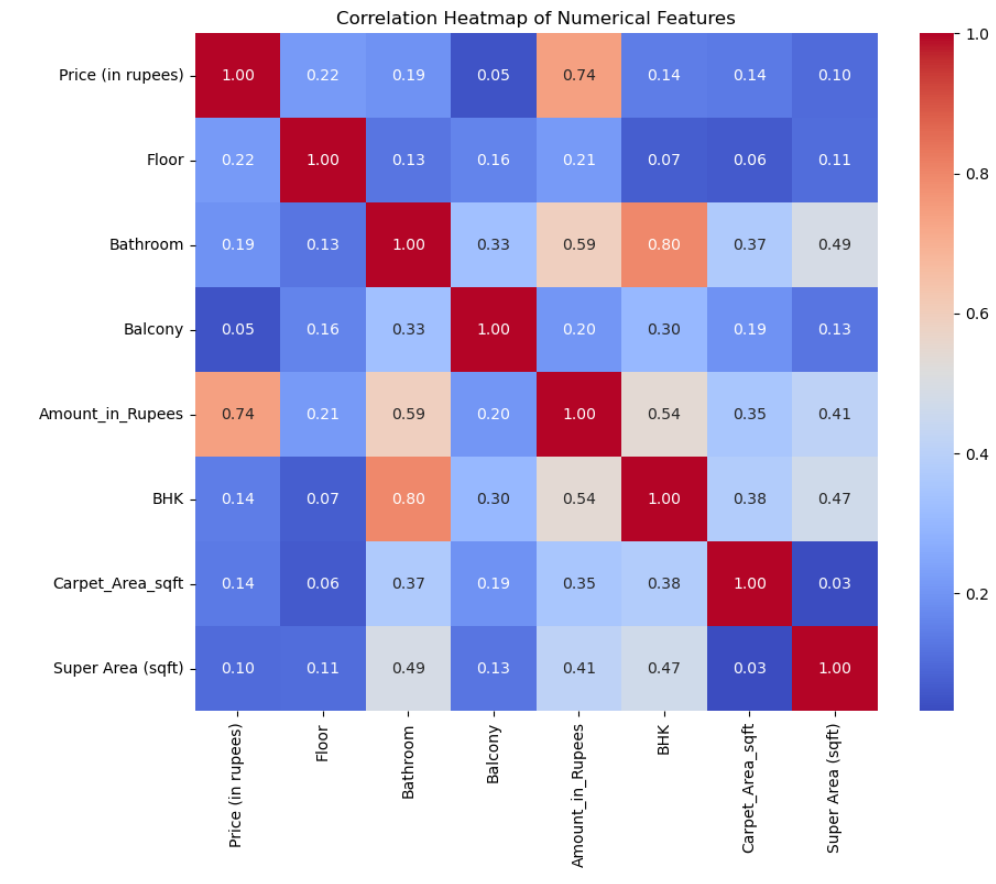 Correlation Heatmap of Numerical Features
Price (in rupees) 1.00 0.22 0.19 0.05 0.74 0.14 0.14 0.10
Floor 0.22 1.00 0.13 0.16 0.21 0.07 0.06 0.11
Bathroom 0.19 0.13 1.00 0.33 0.59 0.80 0.37 0.49
Balcony 0.05 0.16 0.33 1.00 0.20 0.30 0.19 0.13
Amount_in_Rupees 0.74 0.21 0.59 0.20 1.00 0.54 0.35 0.41
BHK 0.14 0.07 0.80 0.30 0.54 1.00 0.38 0.47
Carpet_Area_sqft 0.14 0.06 0.37 0.19 0.35 0.38 1.00 0.03
Super Area (sqft) 0.10 0.11 0.49 0.13 0.41 0.47 0.03 1.00
Price (in rupees)
Floor
Bathroom
Balcony
Amount_in_Rupees
BHK
Carpet_Area_sqft
Super Area (sqft)
1.0
0.8
0.6
0.4
0.2